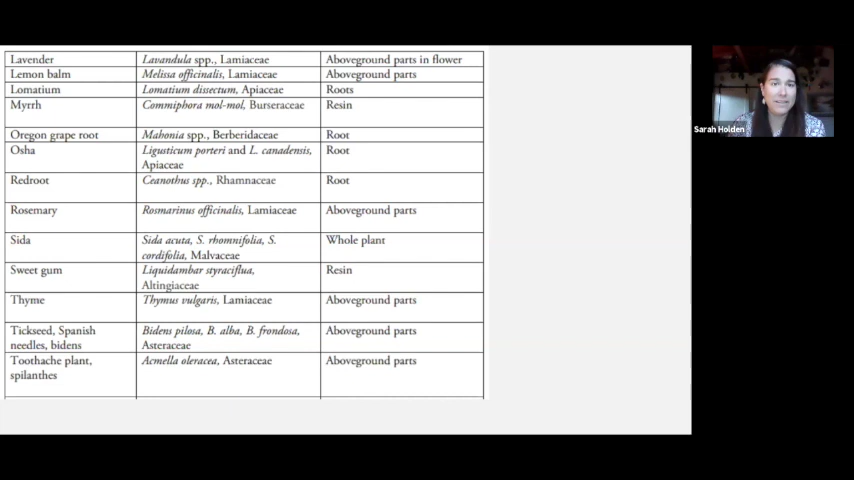 Lavender Lavandula spp., Lamiaceae Aboveground parts in flower
Lemon balm Melissa officinalis, Lamiaceae Aboveground parts
Lomatium Lomatium dissectum, Apiaceae Roots
Myrrh Commiphora mol-mol, Burseraceae Resin
Oregon grape root Mahonia spp., Berberidaceae Root
Osha Ligusticum porteri and L. canadensis, Root
Apiaceae
Redroot Ceanothus spp., Rhamnaceae Root
Rosemary Rosmarinus officinalis, Lamiaceae Aboveground parts
Sida Sida acuta, S. rhomnifolia, S. Whole plant
cordifolia, Malvaceae
Sweet gum Liquidambar styraciflua, Resin
Altingiaceae
Thyme Thymus vulgaris, Lamiaceae Aboveground parts
Tickseed, Spanish Bidens pilosa, B. alba, B. frondosa, Aboveground parts
needles, bidens Asteraceae
Toothache plant, Acmella oleracea, Asteraceae Aboveground parts
spilanthes
Sarah Holden